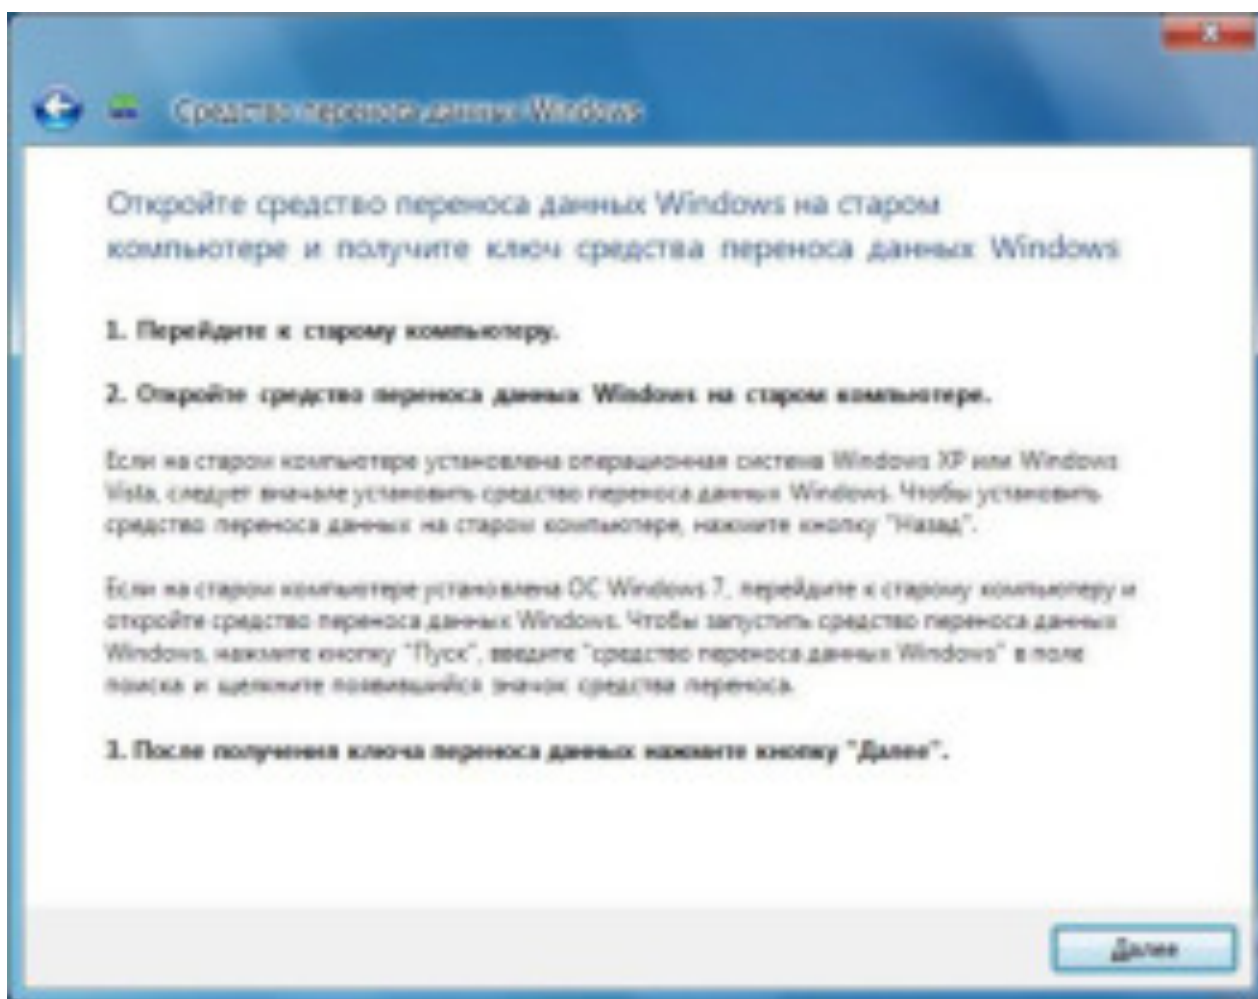 Средство переноса данных Windows
Откройте средство переноса данных Windows на старом
компьютере и получите ключ средства переноса данных Windows
1. Перейдите к старому компьютеру.
2. Откройте средство переноса данных Windows на старом компьютере.
Если на старом компьютере установлена операционная система Windows XP или Windows
Vista, следует вначале установить средство переноса данных Windows. Чтобы установить
средство переноса данных на старом компьютере, нажмите кнопку "Назад".
Если на старом компьютере установлена ОС Windows 7, перейдите к старому компьютеру и
откройте средство переноса данных Windows. Чтобы запустить средство переноса данных
Windows, нажмите кнопку "Пуск", введите "средство переноса данных Windows" в поле
поиска и щелкните появившийся значок средства переноса.
3. После получения ключа переноса данных нажмите кнопку "Далее".
Далее